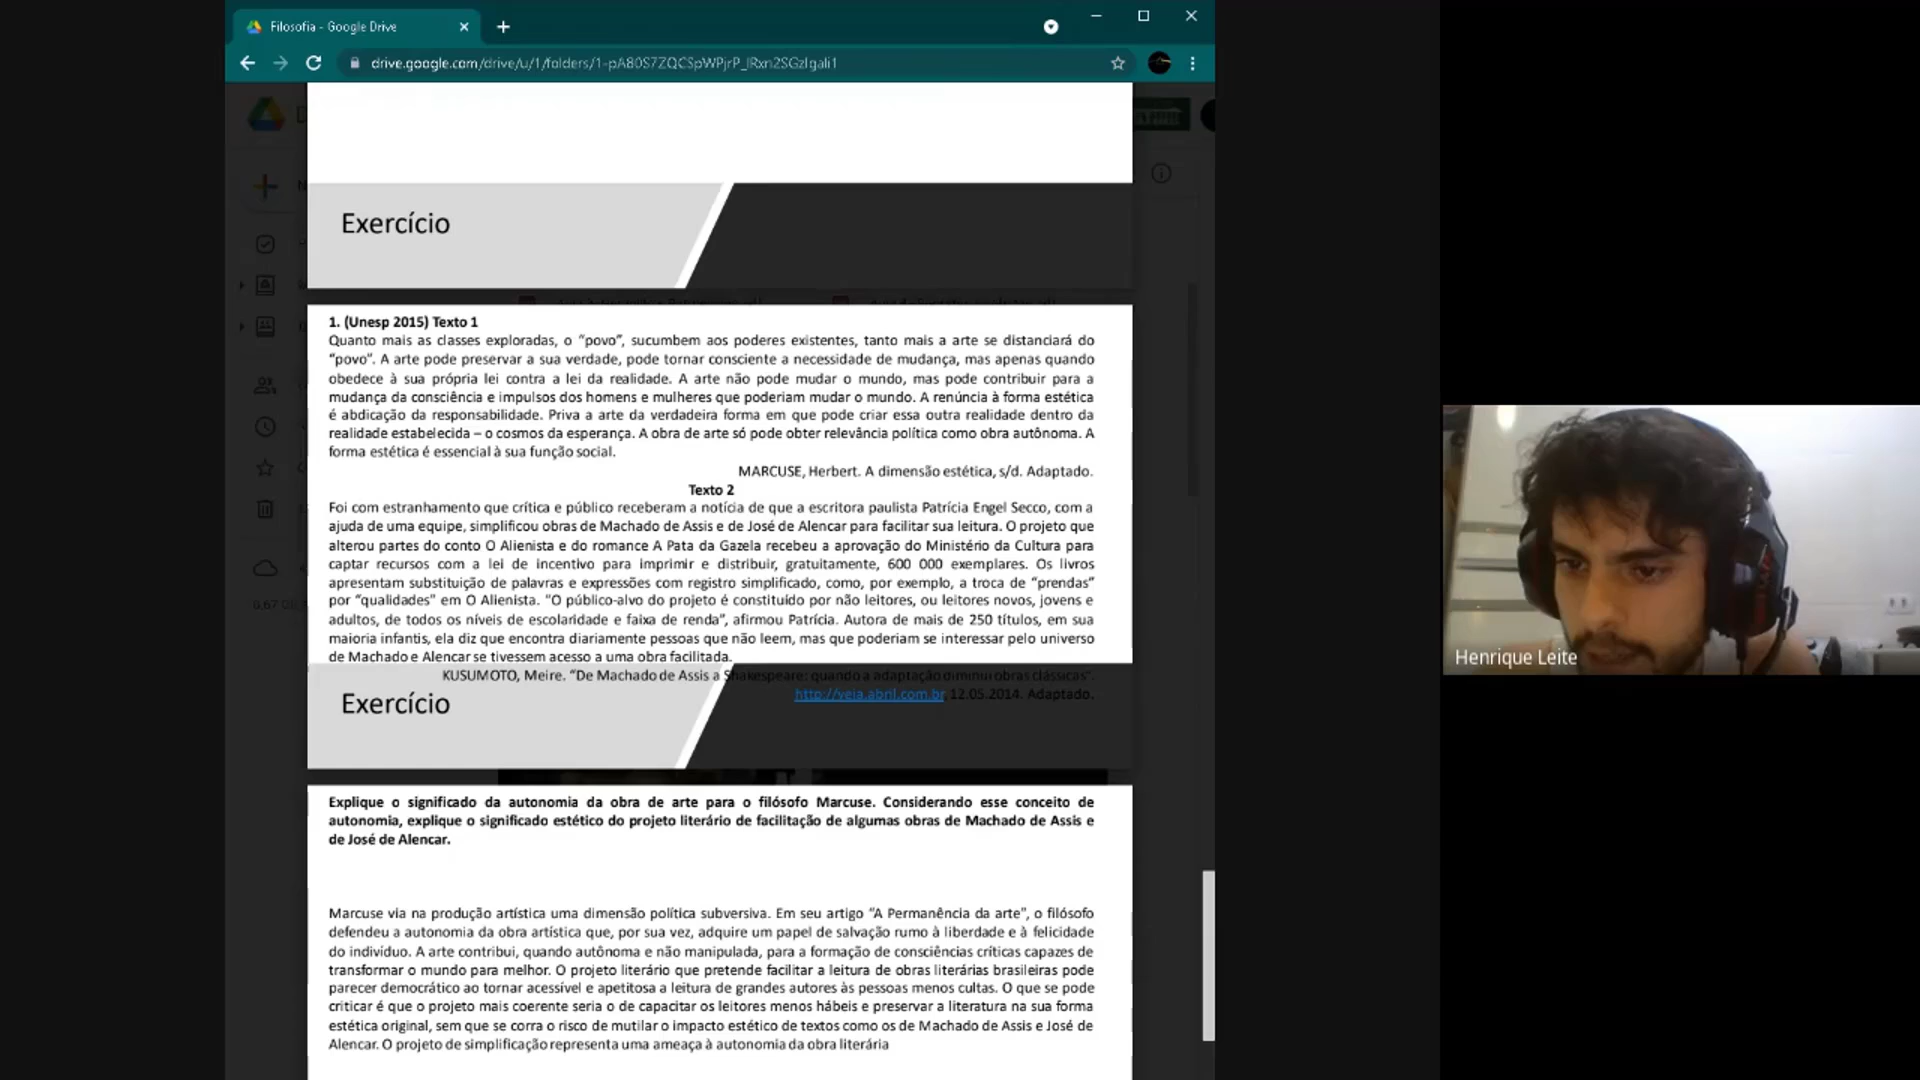 Filosofia - Google Drive
drive.google.com/drive/u/1/folders/1-pA80S7ZQCSpWPjrP_lRxn2SGzIgali1
Exercício
1. (Unesp 2015) Texto 1
Quanto mais as classes exploradas, o “povo”, sucumbem aos poderes existentes, tanto mais a arte se distanciará do
“povo”. A arte pode preservar a sua verdade, pode tornar consciente a necessidade de mudança, mas apenas quando
obedece à sua própria lei contra a lei da realidade. A arte não pode mudar o mundo, mas pode contribuir para a
mudança da consciência e impulsos dos homens e mulheres que poderiam mudar o mundo. A renúncia à forma estética
é abdicação da responsabilidade. Priva a arte da verdadeira forma em que pode criar essa outra realidade dentro da
realidade estabelecida – o cosmos da esperança. A obra de arte só pode obter relevância política como obra autônoma. A
forma estética é essencial à sua função social.
MARCUSE, Herbert. A dimensão estética, s/d. Adaptado.
Texto 2
Foi com estranhamento que crítica e público receberam a notícia de que a escritora paulista Patrícia Engel Secco, com a
ajuda de uma equipe, simplificou obras de Machado de Assis e de José de Alencar para facilitar sua leitura. O projeto que
alterou partes do conto O Alienista e do romance A Pata da Gazela recebeu a aprovação do Ministério da Cultura para
captar recursos com a lei de incentivo para imprimir e distribuir, gratuitamente, 600 000 exemplares. Os livros
apresentam substituição de palavras e expressões com registro simplificado, como, por exemplo, a troca de “prendas”
por “qualidades” em O Alienista. “O público-alvo do projeto é constituído por não leitores, ou leitores novos, jovens e
adultos, de todos os níveis de escolaridade e faixa de renda”, afirmou Patrícia. Autora de mais de 250 títulos, em sua
maioria infantis, ela diz que encontra diariamente pessoas que não leem, mas que poderiam se interessar pelo universo
de Machado e Alencar se tivessem acesso a uma obra facilitada.
KUSUMOTO, Meire. “De Machado de Assis a Shakespeare: quando a adaptação diminui obras clássicas”.
http://veja.abril.com.br, 12.05.2014. Adaptado.
Exercício
Explique o significado da autonomia da obra de arte para o filósofo Marcuse. Considerando esse conceito de
autonomia, explique o significado estético do projeto literário de facilitação de algumas obras de Machado de Assis e
de José de Alencar.
Marcuse via na produção artística uma dimensão política subversiva. Em seu artigo “A Permanência da arte”, o filósofo
defendeu a autonomia da obra artística que, por sua vez, adquire um papel de salvação rumo à liberdade e à felicidade
do indivíduo. A arte contribui, quando autônoma e não manipulada, para a formação de consciências críticas capazes de
transformar o mundo para melhor. O projeto literário que pretende facilitar a leitura de obras literárias brasileiras pode
parecer democrático ao tornar acessível e apetitosa a leitura de grandes autores às pessoas menos cultas. O que se pode
criticar é que o projeto mais coerente seria o de capacitar os leitores menos hábeis e preservar a literatura na sua forma
estética original, sem que se corra o risco de mutilar o impacto estético de textos como os de Machado de Assis e José de
Alencar. O projeto de simplificação representa uma ameaça à autonomia da obra literária
Henrique Leite